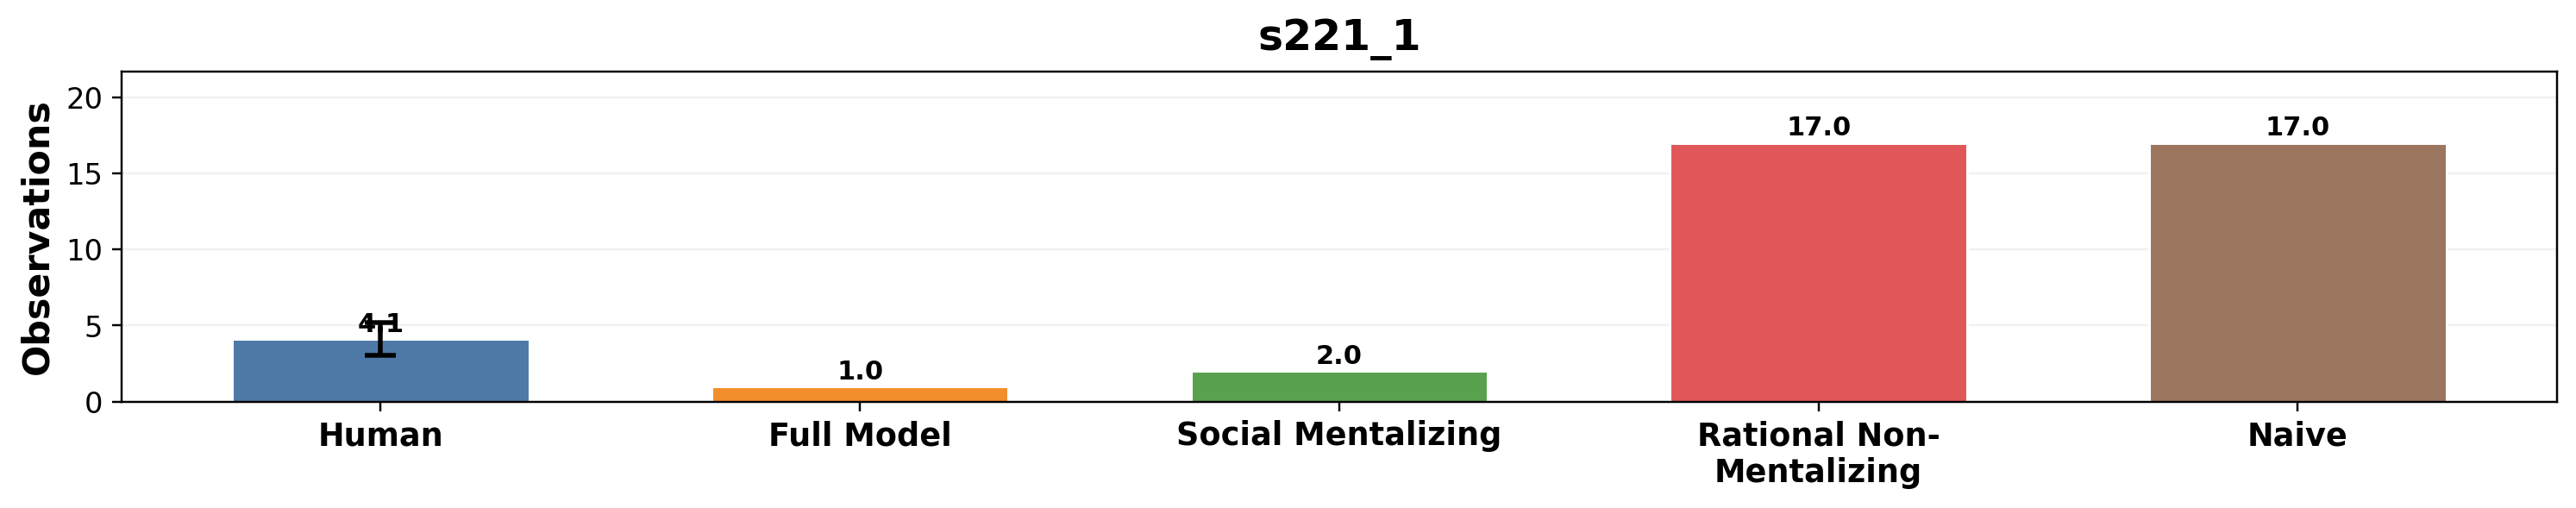 s221_1
Observations
20
15
10
5
0
4.1
1.0
2.0
17.0
17.0
Human
Full Model
Social Mentalizing
Rational Non-
Mentalizing
Naive